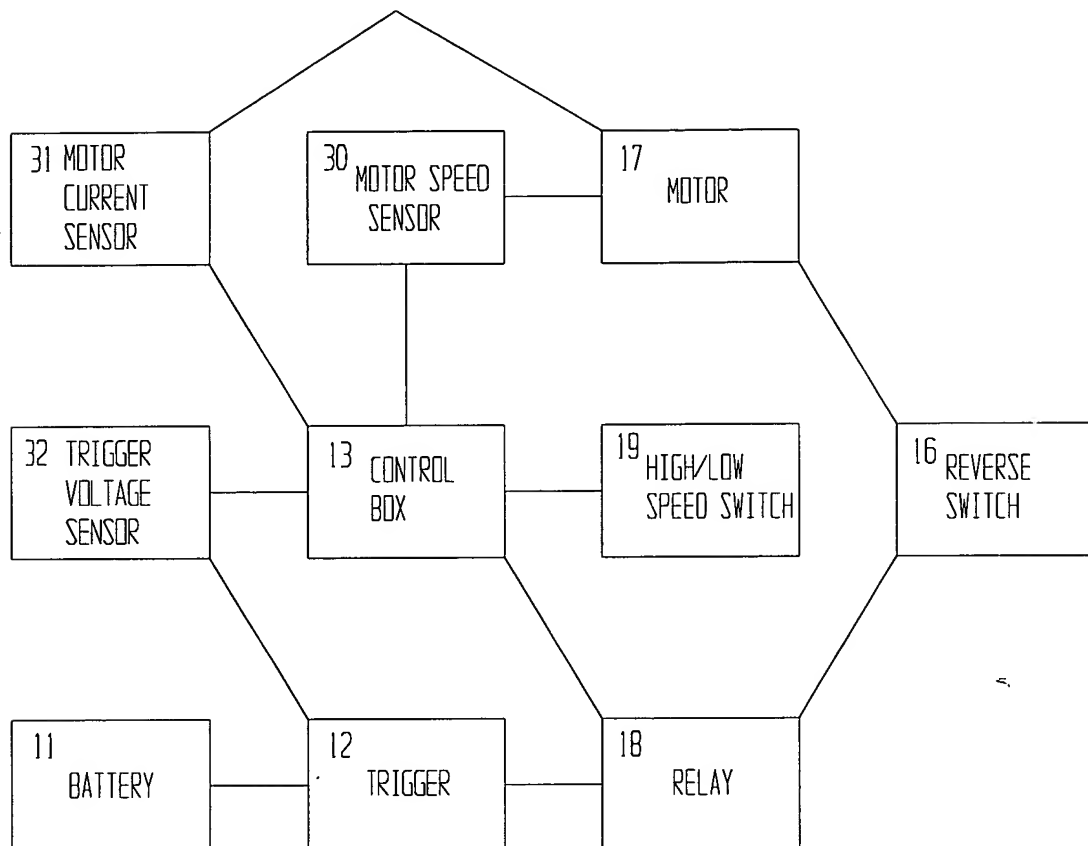 31 MOTOR
CURRENT
SENSOR
30 MOTOR SPEED
SENSOR
17 MOTOR
32 TRIGGER
VOLTAGE
SENSOR
13 CONTROL
BOX
19 HIGH/LOW
SPEED SWITCH
16 REVERSE
SWITCH
11
BATTERY
12
TRIGGER
18
RELAY